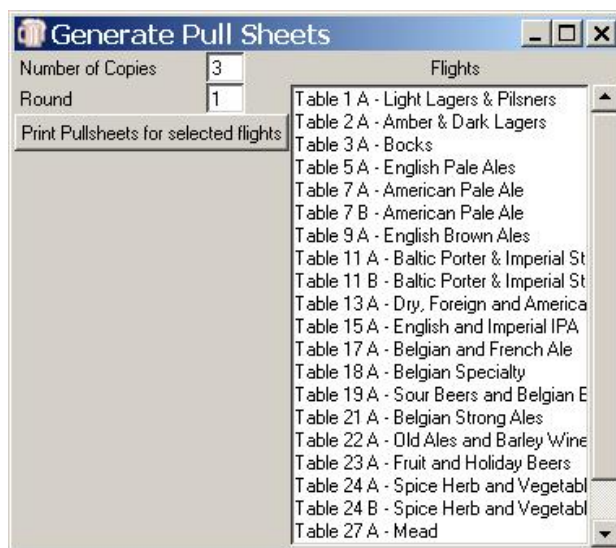 Generate Pull Sheets
Number of Copies 3
Round 1
Print Pullsheets for selected flights
Flights
Table 1 A - Light Lagers & Pilsners
Table 2 A - Amber & Dark Lagers
Table 3 A - Bocks
Table 5 A - English Pale Ales
Table 7 A - American Pale Ale
Table 7 B - American Pale Ale
Table 9 A - English Brown Ales
Table 11 A - Baltic Porter & Imperial St
Table 11 B - Baltic Porter & Imperial St
Table 13 A - Dry, Foreign and America
Table 15 A - English and Imperial IPA
Table 17 A - Belgian and French Ale
Table 18 A - Belgian Specialty
Table 19 A - Sour Beers and Belgian E
Table 21 A - Belgian Strong Ales
Table 22 A - Old Ales and Barley Wine
Table 23 A - Fruit and Holiday Beers
Table 24 A - Spice Herb and Vegetabl
Table 24 B - Spice Herb and Vegetabl
Table 27 A - Mead